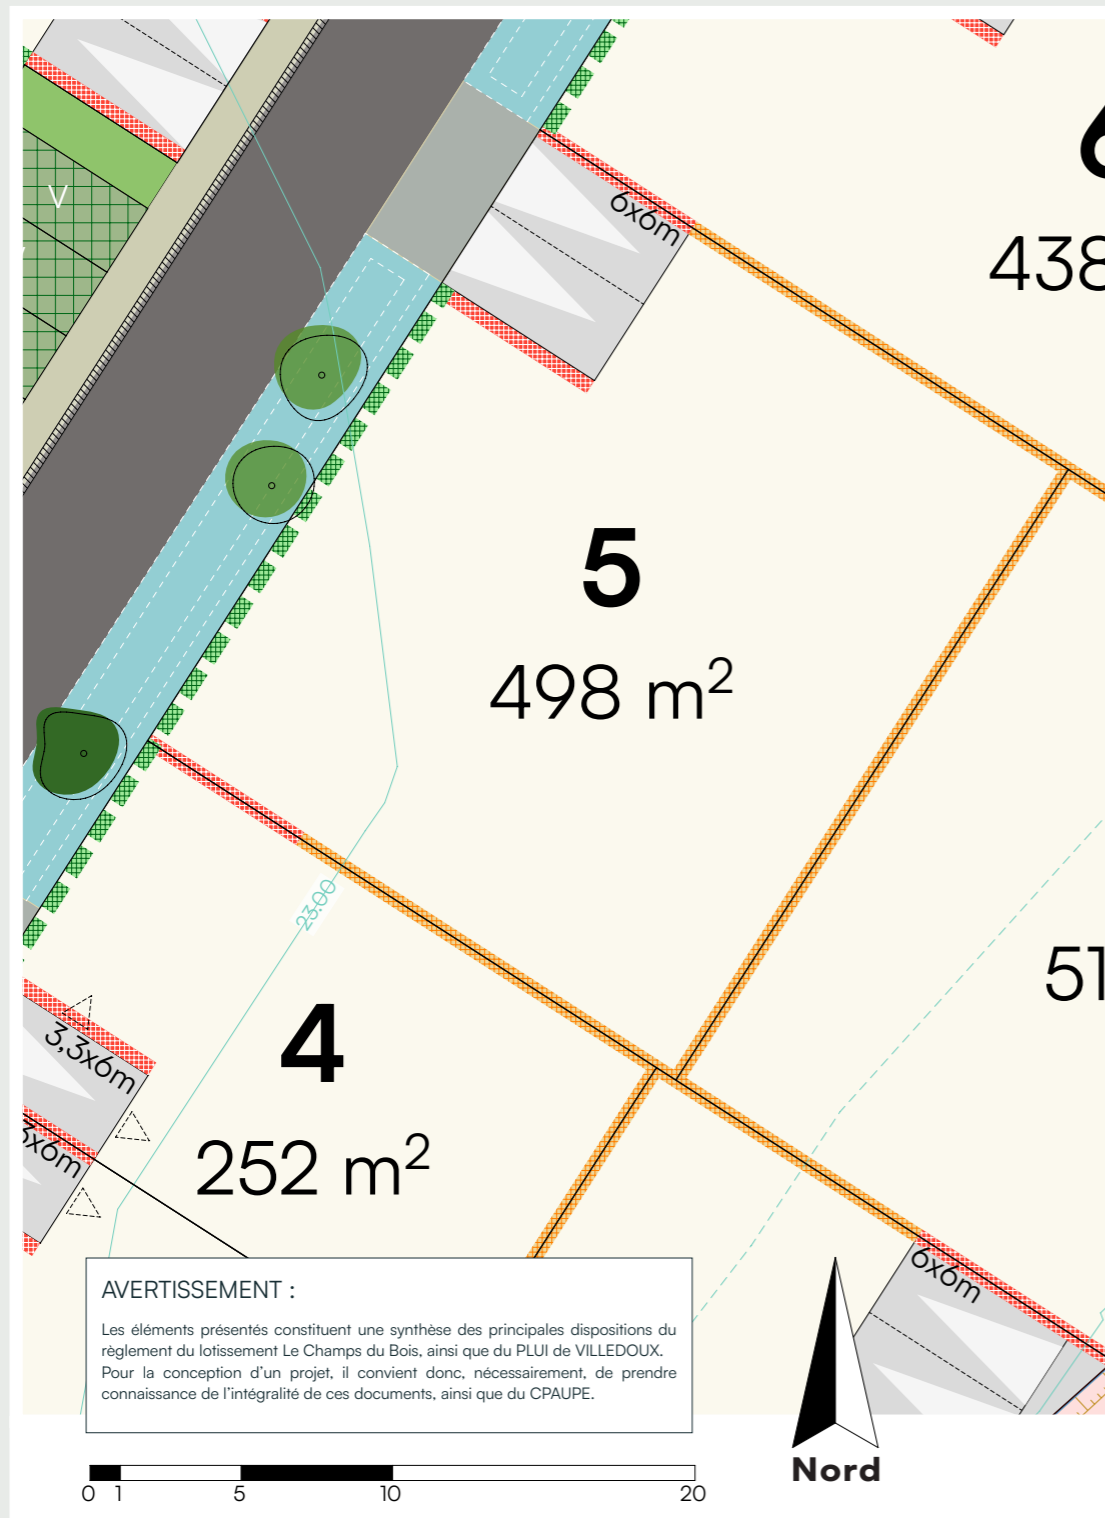 V
6x6m
438
5
498 m²
23.00
4
252 m²
51
3,3x6m
6x6m
AVERTISSEMENT :
Les éléments présentés constituent une synthèse des principales dispositions du
règlement du lotissement Le Champs du Bois, ainsi que du PLUI de VILLEDOUX.
Pour la conception d'un projet, il convient donc, nécessairement, de prendre
connaissance de l'intégralité de ces documents, ainsi que du CPAUPE.
Nord
0 1 5 10 20